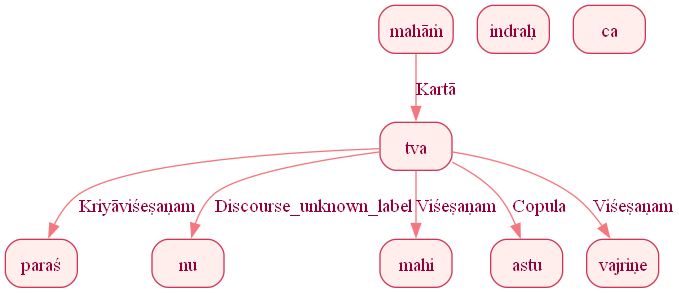 mahāṁ indraḥ ca
Kartā
tva
Kriyāviśeṣaṇam Discourse_unknown_label Viśeṣaṇam Copula Viśeṣaṇam
paraś nu mahi astu vajriṇe